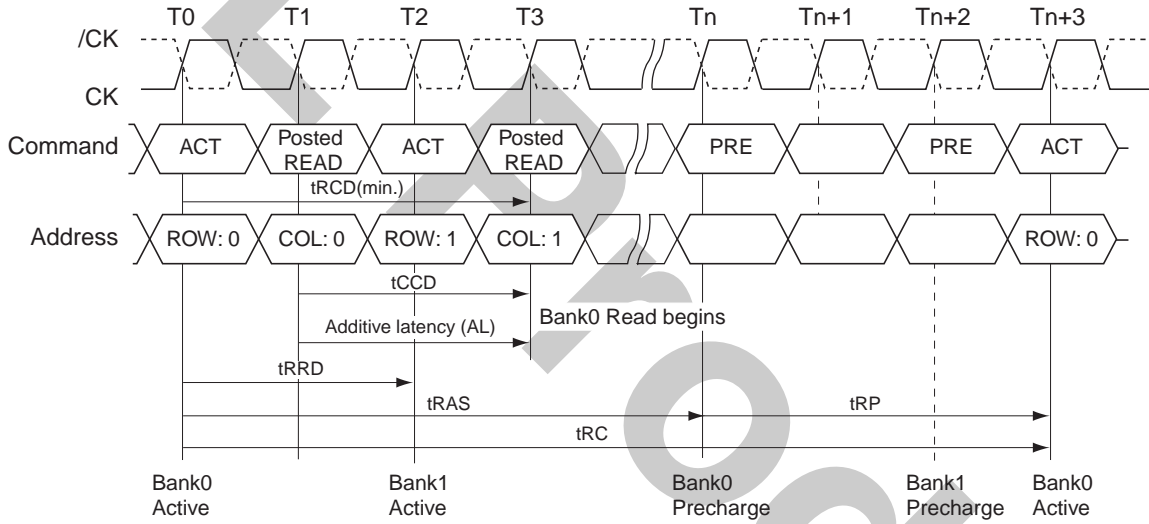 T0 T1 T2 T3 Tn Tn+1 Tn+2 Tn+3
/CK
CK
Command ACT Posted READ ACT Posted READ PRE PRE ACT
tRCD(min.)
Address ROW: 0 COL: 0 ROW: 1 COL: 1 ROW: 0
tCCD
Bank0 Read begins
Additive latency (AL)
tRRD
tRAS tRP
tRC
Bank0 Bank1 Bank0 Bank1 Bank0
Active Active Precharge Precharge Active